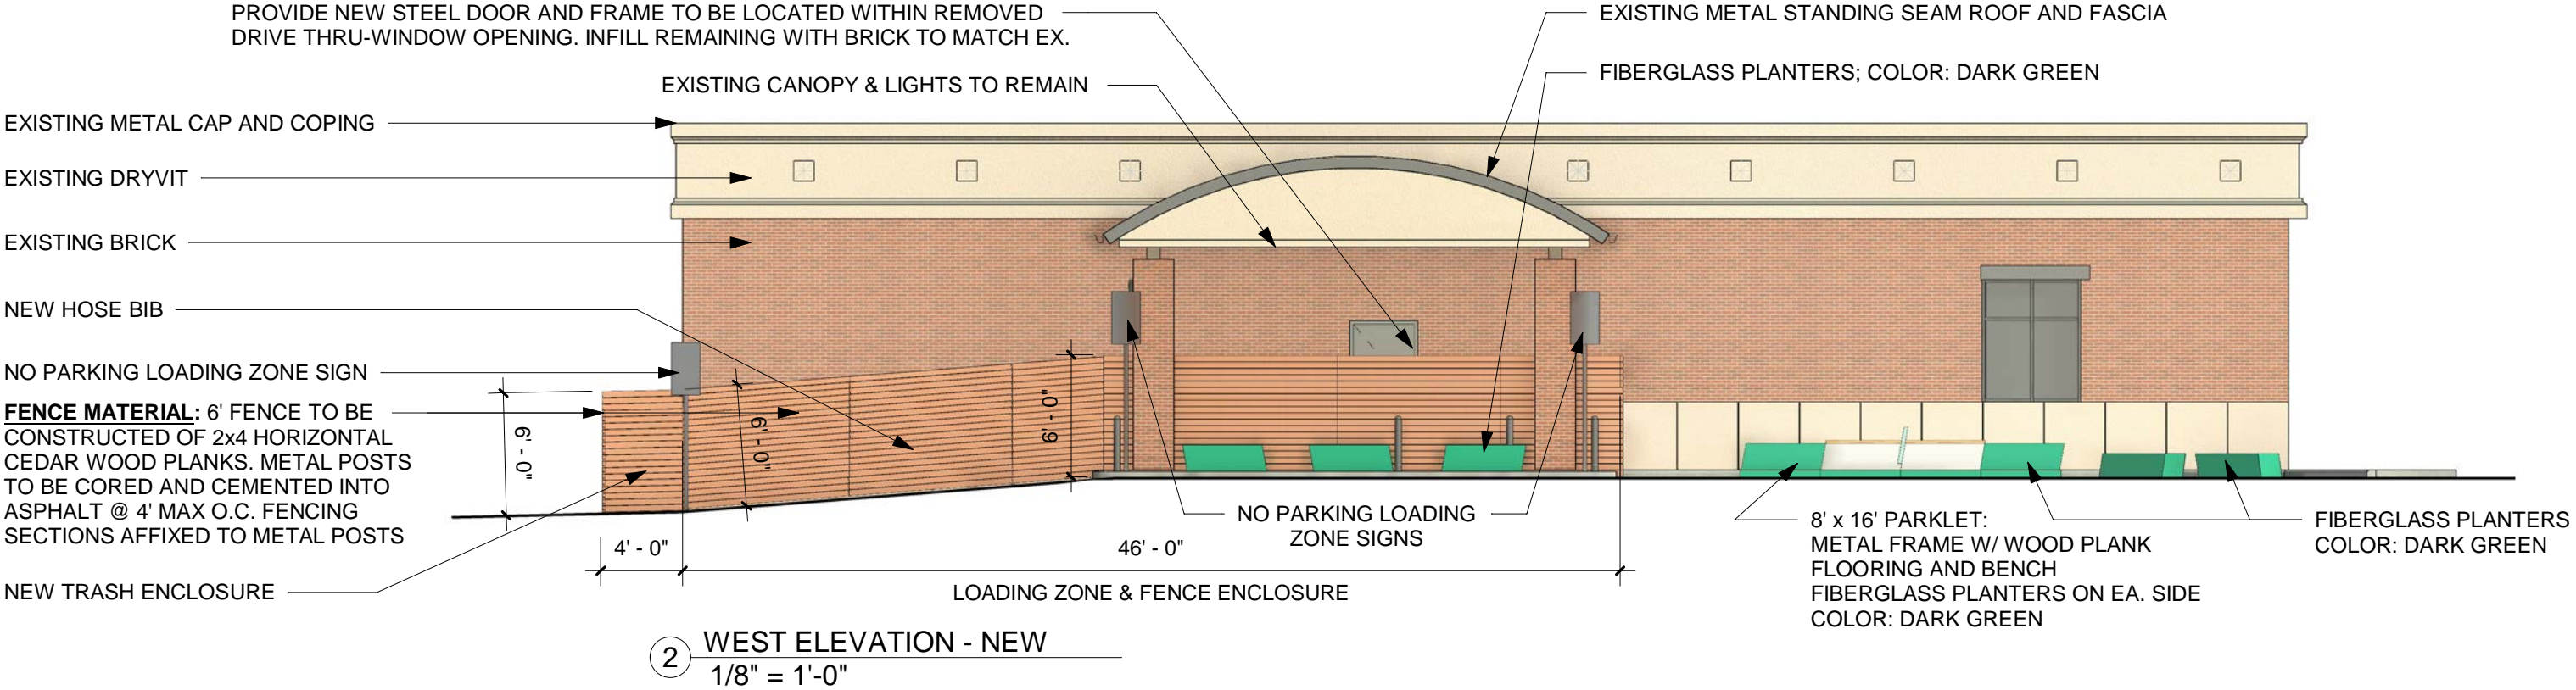 PROVIDE NEW STEEL DOOR AND FRAME TO BE LOCATED WITHIN REMOVED
DRIVE THRU-WINDOW OPENING. INFILL REMAINING WITH BRICK TO MATCH EX.
EXISTING METAL STANDING SEAM ROOF AND FASCIA
EXISTING CANOPY & LIGHTS TO REMAIN
FIBERGLASS PLANTERS; COLOR: DARK GREEN
EXISTING METAL CAP AND COPING
EXISTING DRYVIT
EXISTING BRICK
NEW HOSE BIB
NO PARKING LOADING ZONE SIGN
FENCE MATERIAL: 6' FENCE TO BE
CONSTRUCTED OF 2x4 HORIZONTAL
CEDAR WOOD PLANKS. METAL POSTS
TO BE CORED AND CEMENTED INTO
ASPHALT @ 4' MAX O.C. FENCING
SECTIONS AFFIXED TO METAL POSTS
NEW TRASH ENCLOSURE
6' - 0"
6' - 0"
6' - 0"
4' - 0"
46' - 0"
LOADING ZONE & FENCE ENCLOSURE
NO PARKING LOADING
ZONE SIGNS
8' x 16' PARKLET:
METAL FRAME W/ WOOD PLANK
FLOORING AND BENCH
FIBERGLASS PLANTERS ON EA. SIDE
COLOR: DARK GREEN
FIBERGLASS PLANTERS
COLOR: DARK GREEN
2
WEST ELEVATION - NEW
1/8" = 1'-0"